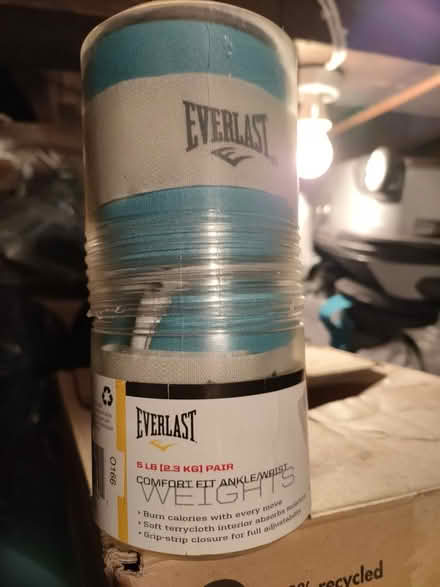 EVERLAST
EVERLAST
5 LB [2.3 KG] PAIR
COMFORT FIT ANKLE/WRIST
WEIGHTS
• Burn calories with every move
• Soft terrycloth interior absorbs
• Grip-strip closure for full adjustability
0166
% recycled